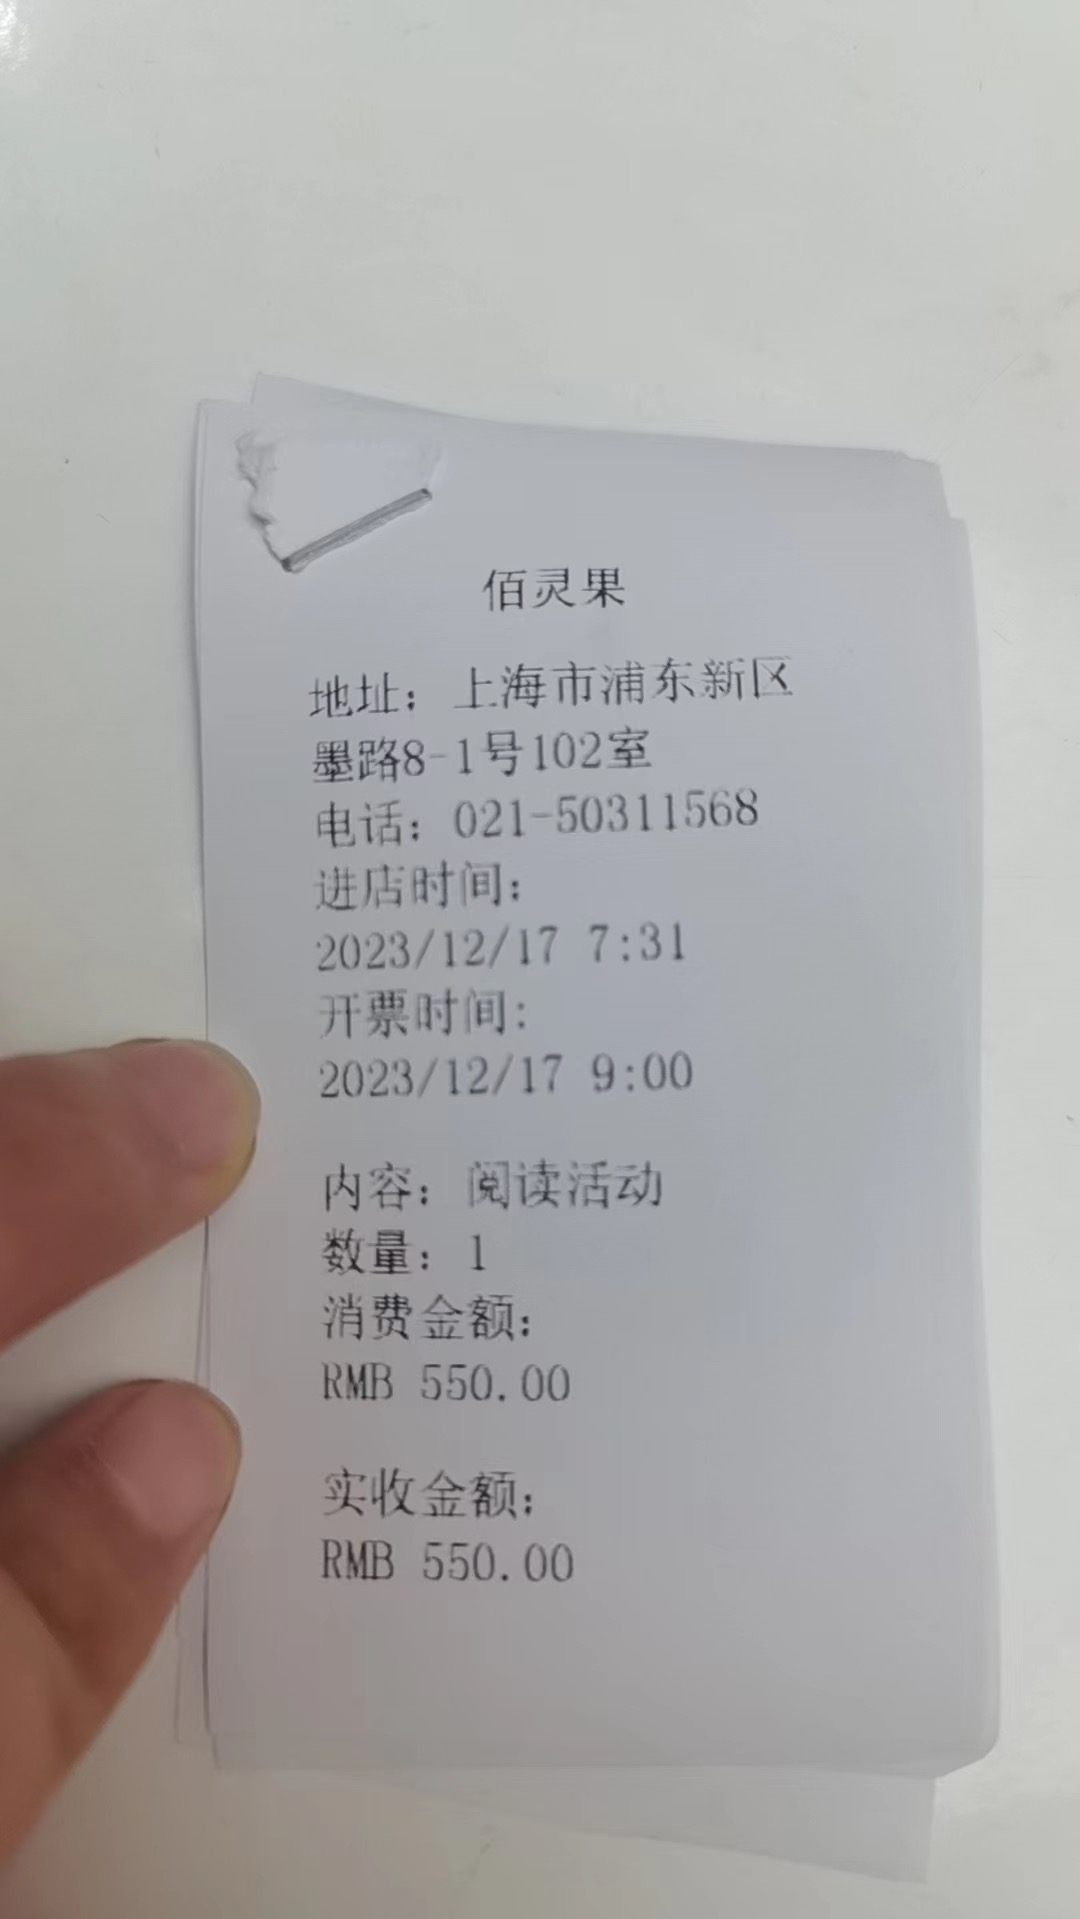 佰灵果
地址：上海市浦东新区
墨路8-1号102室
电话：021-50311568
进店时间：
2023/12/17 7:31
开票时间:
2023/12/17 9:00
内容：阅读活动
数量：1
消费金额：
RMB 550.00
实收金额：
RMB 550.00